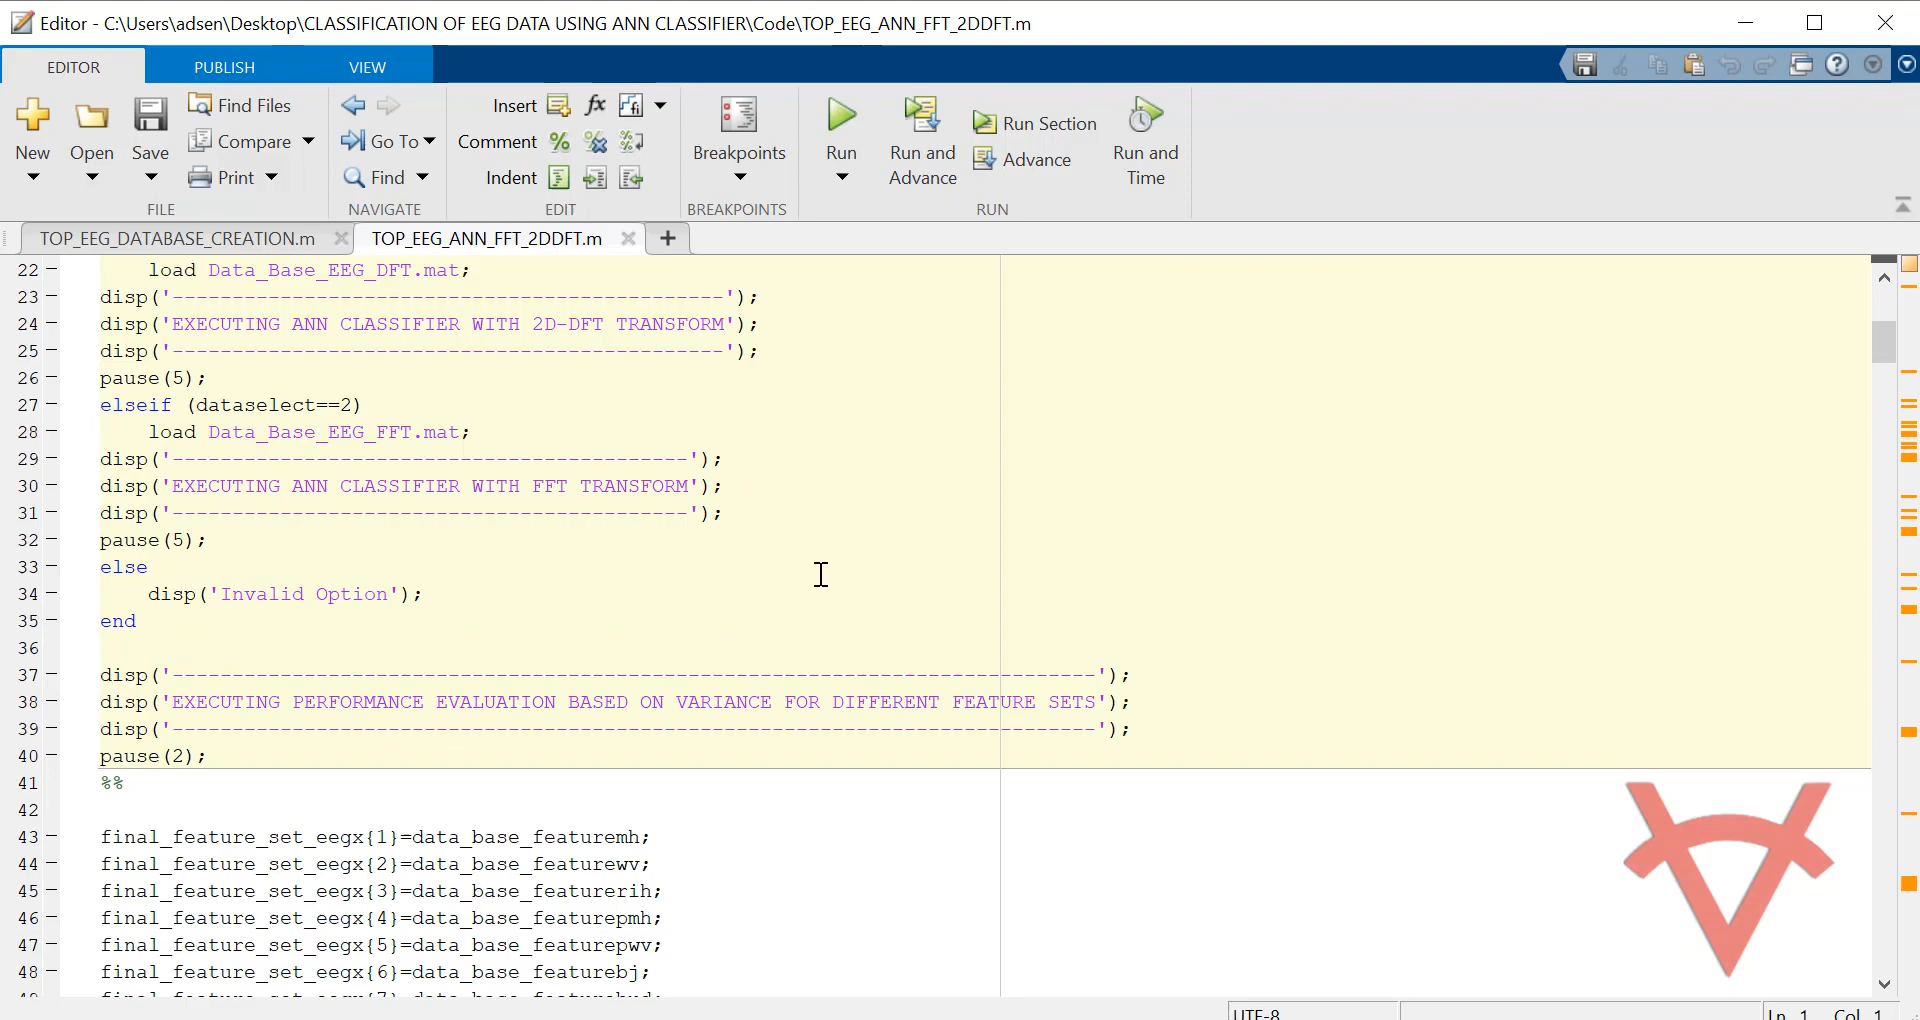 Editor - C:\Users\adsen\Desktop\CLASSIFICATION OF EEG DATA USING ANN CLASSIFIER\Code\TOP_EEG_ANN_FFT_2DDFT.m
EDITOR PUBLISH VIEW
New Open Save Find Files Compare Print
Go To Find
Insert fx fi
Comment % %
Indent
Breakpoints
Run Run and Advance Run Section Advance Run and Time
FILE NAVIGATE EDIT BREAKPOINTS RUN
TOP_EEG_DATABASE_CREATION.m TOP_EEG_ANN_FFT_2DDFT.m
22 - load Data_Base_EEG_DFT.mat;
23 - disp('----------------------------------------------');
24 - disp('EXECUTING ANN CLASSIFIER WITH 2D-DFT TRANSFORM');
25 - disp('----------------------------------------------');
26 - pause(5);
27 - elseif (dataselect==2)
28 - load Data_Base_EEG_FFT.mat;
29 - disp('-------------------------------------------');
30 - disp('EXECUTING ANN CLASSIFIER WITH FFT TRANSFORM');
31 - disp('-------------------------------------------');
32 - pause(5);
33 - else
34 - disp('Invalid Option');
35 - end
36
37 - disp('-----------------------------------------------------------------------------');
38 - disp('EXECUTING PERFORMANCE EVALUATION BASED ON VARIANCE FOR DIFFERENT FEATURE SETS');
39 - disp('-----------------------------------------------------------------------------');
40 - pause(2);
41 %%
42
43 - final_feature_set_eegx{1}=data_base_featuremh;
44 - final_feature_set_eegx{2}=data_base_featurewv;
45 - final_feature_set_eegx{3}=data_base_featurerih;
46 - final_feature_set_eegx{4}=data_base_featurepmh;
47 - final_feature_set_eegx{5}=data_base_featurepwv;
48 - final_feature_set_eegx{6}=data_base_featurebj;
UTF-8 Ln 1 Col 1